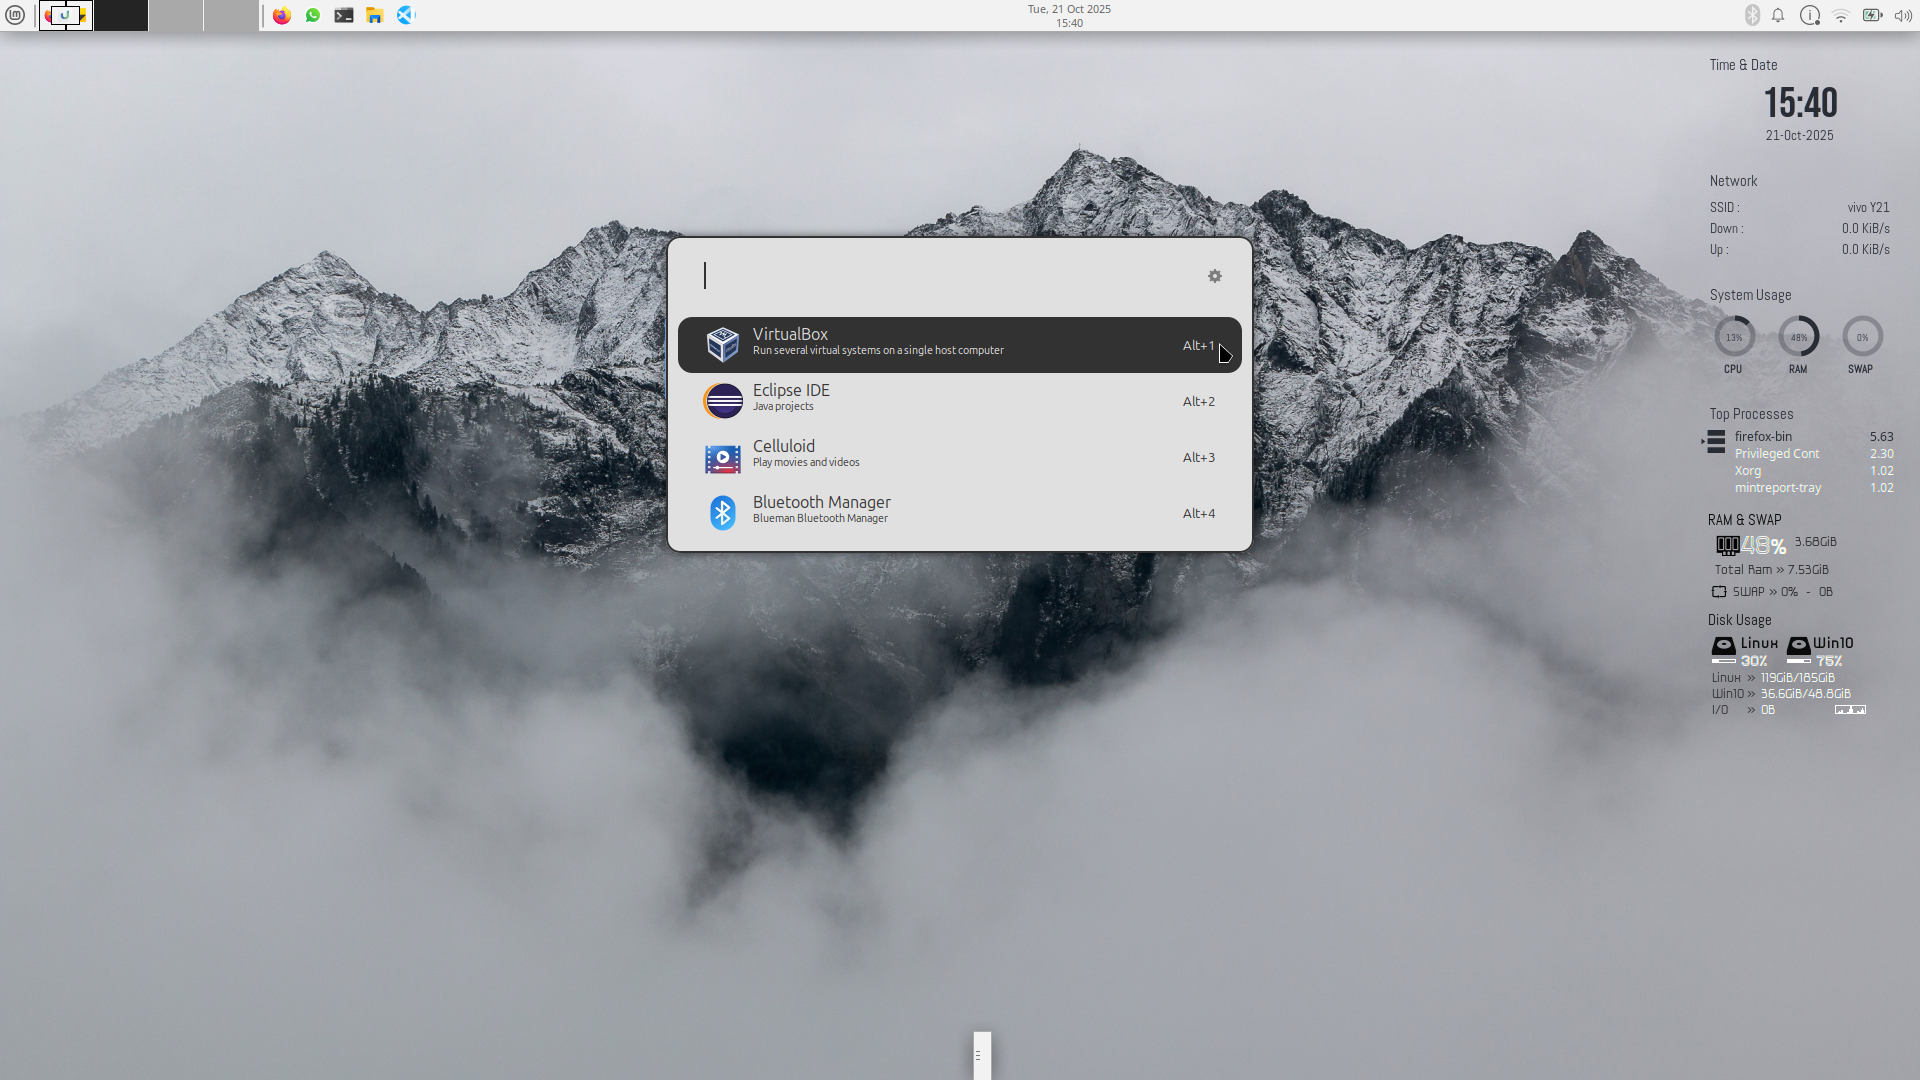 Tue, 21 Oct 2025
15:40
Time & Date
15:40
21-Oct-2025
Network
SSID : vivo Y21
Down : 0.0 KiB/s
Up : 0.0 KiB/s
System Usage
13% 48% 0%
CPU RAM SWAP
Top Processes
firefox-bin 5.63
Privileged Cont 2.30
Xorg 1.02
mintreport-tray 1.02
RAM & SWAP
48% 3.68GiB
Total Ram » 7.53GiB
SWAP » 0% - 0B
Disk Usage
Linux Win10
30% 75%
Linux » 119GiB/185GiB
Win10 » 36.6GiB/48.8GiB
I/O » 0B
VirtualBox
Run several virtual systems on a single host computer
Alt+1
Eclipse IDE
Java projects
Alt+2
Celluloid
Play movies and videos
Alt+3
Bluetooth Manager
Blueman Bluetooth Manager
Alt+4